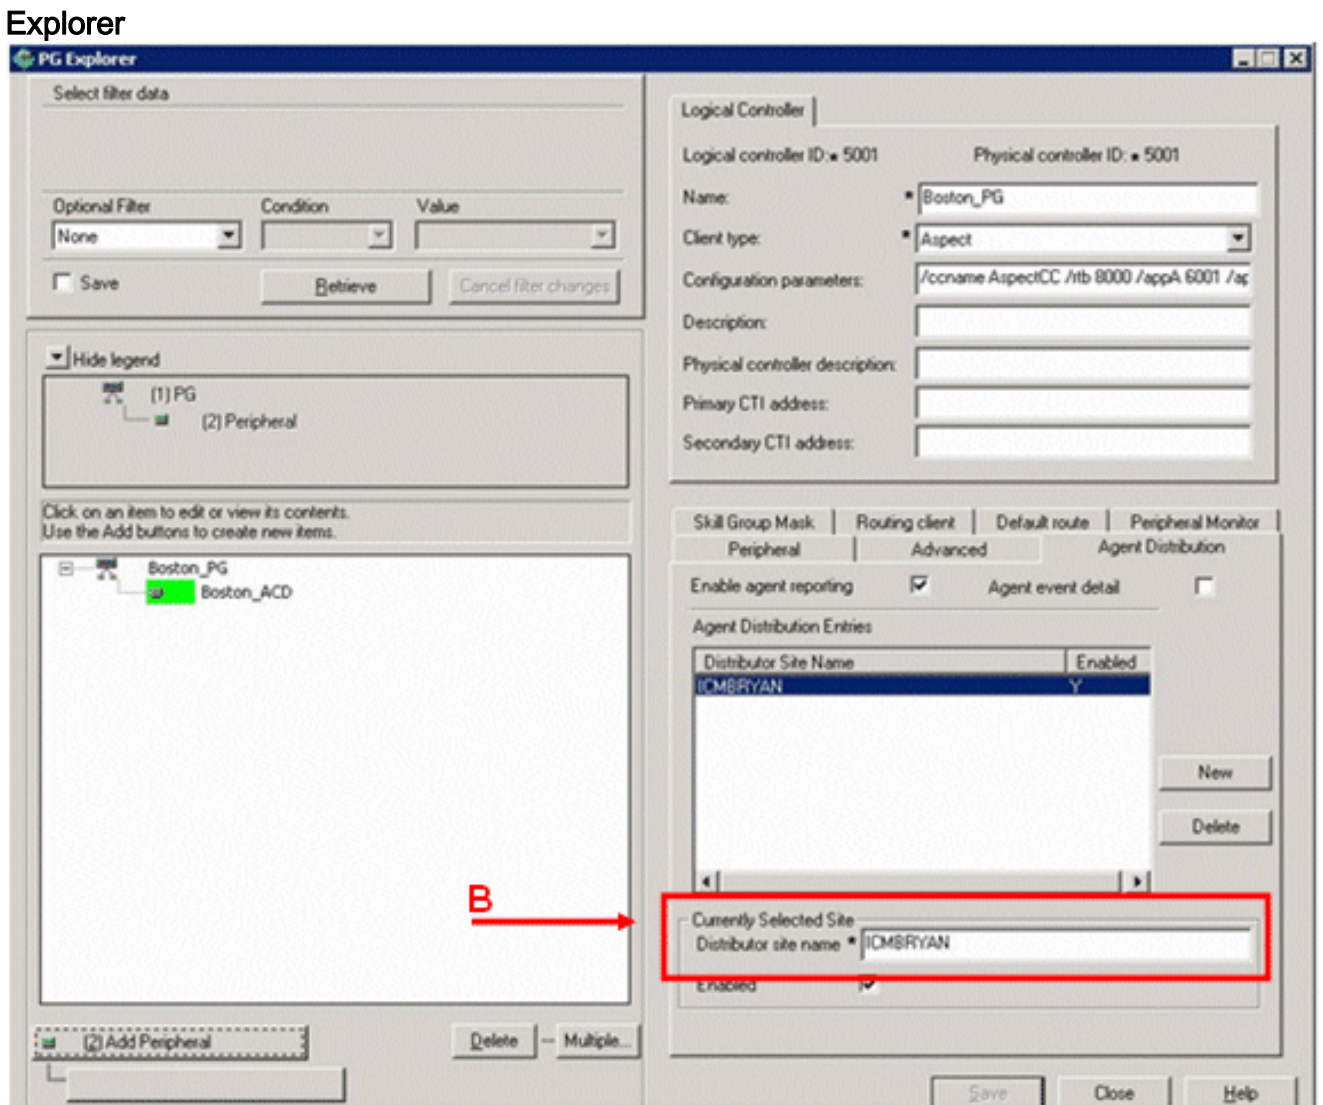 Explorer
PG Explorer
Select filter data
Optional Filter Condition Value
None
Save Retrieve Cancel filter changes
Hide legend
(1) PG
(2) Peripheral
Click on an item to edit or view its contents.
Use the Add buttons to create new items.
Boston_PG
Boston_ACD
B
(2) Add Peripheral Delete Multiple...
Logical Controller
Logical controller ID:* 5001 Physical controller ID:* 5001
Name: * Boston_PG
Client type: * Aspect
Configuration parameters: /ccname AspectCC /rtb 8000 /appA 6001 /ap
Description:
Physical controller description:
Primary CTI address:
Secondary CTI address:
Skill Group Mask Routing client Default route Peripheral Monitor
Peripheral Advanced Agent Distribution
Enable agent reporting Agent event detail
Agent Distribution Entries
Distributor Site Name Enabled
ICMBRYAN Y
New
Delete
Currently Selected Site
Distributor site name * ICMBRYAN
Enabled
Save Close Help